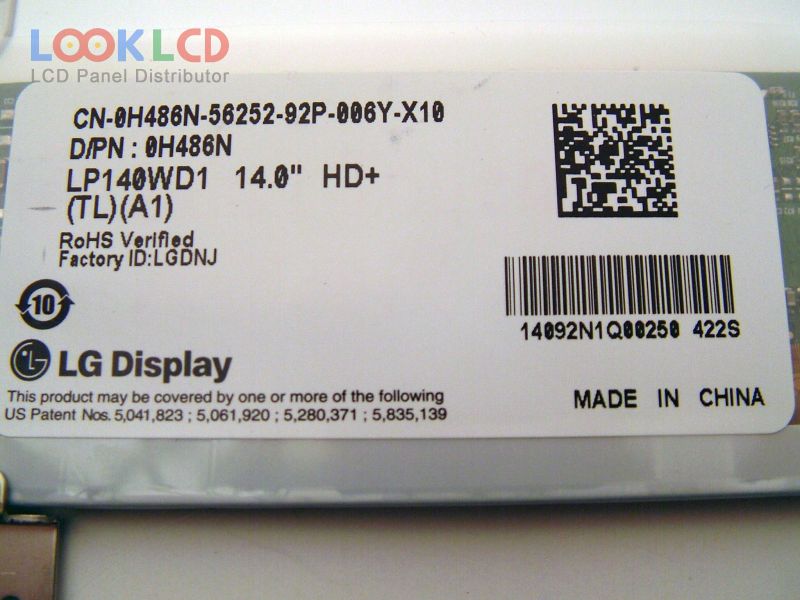 LOOKLCD
LCD Panel Distributor
CN-0H486N-56252-92P-006Y-X10
D/PN : 0H486N
LP140WD1 14.0" HD+
(TL)(A1)
RoHS Verified
Factory ID:LGDNJ
10
14092N1Q00250 422S
LG Display
This product may be covered by one or more of the following
US Patent Nos. 5,041,823 ; 5,061,920 ; 5,280,371 ; 5,835,139
MADE IN CHINA